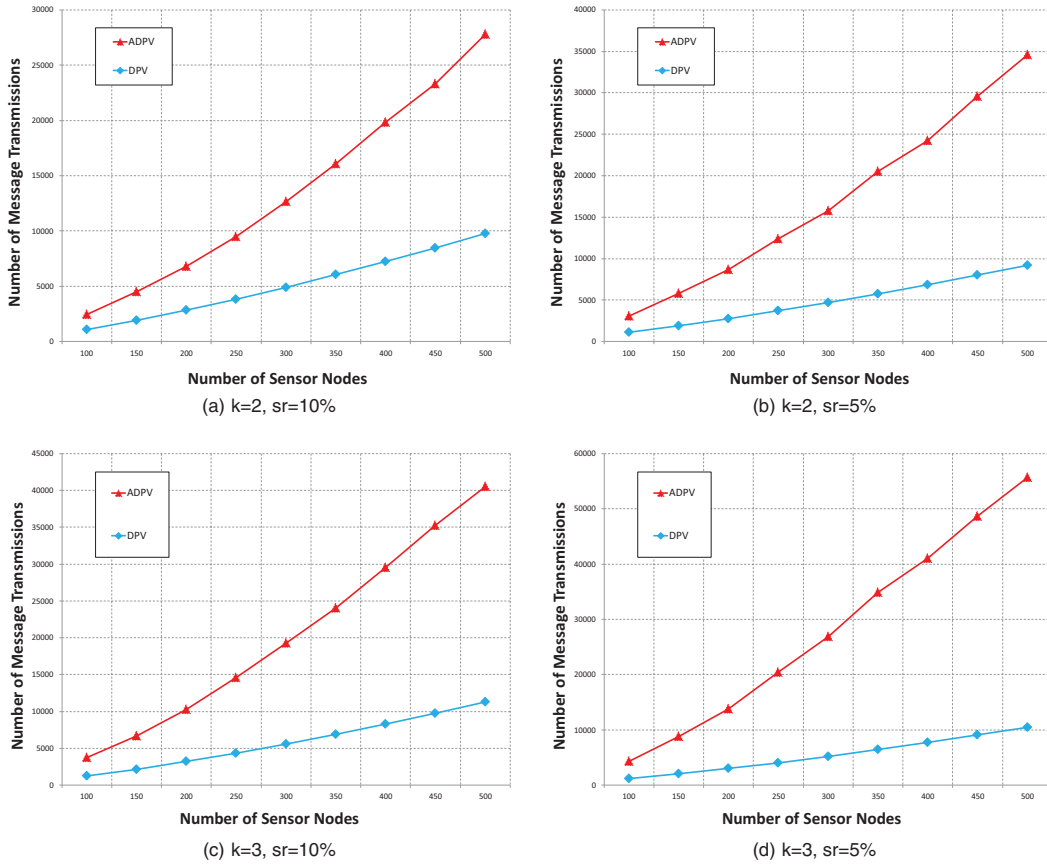 Number of Message Transmissions
30000
25000
20000
15000
10000
5000
0
ADPV
DPV
100 150 200 250 300 350 400 450 500
Number of Sensor Nodes
(a) k=2, sr=10%
Number of Message Transmissions
40000
35000
30000
25000
20000
15000
10000
5000
0
ADPV
DPV
100 150 200 250 300 350 400 450 500
Number of Sensor Nodes
(b) k=2, sr=5%
Number of Message Transmissions
45000
40000
35000
30000
25000
20000
15000
10000
5000
0
ADPV
DPV
100 150 200 250 300 350 400 450 500
Number of Sensor Nodes
(c) k=3, sr=10%
Number of Message Transmissions
60000
50000
40000
30000
20000
10000
0
ADPV
DPV
100 150 200 250 300 350 400 450 500
Number of Sensor Nodes
(d) k=3, sr=5%